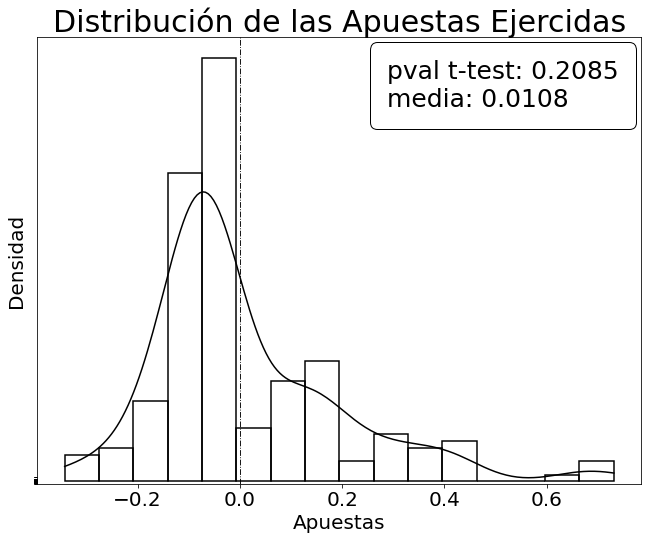 Distribución de las Apuestas Ejercidas
pval t-test: 0.2085
media: 0.0108
Densidad
−0.2 0.0 0.2 0.4 0.6
Apuestas